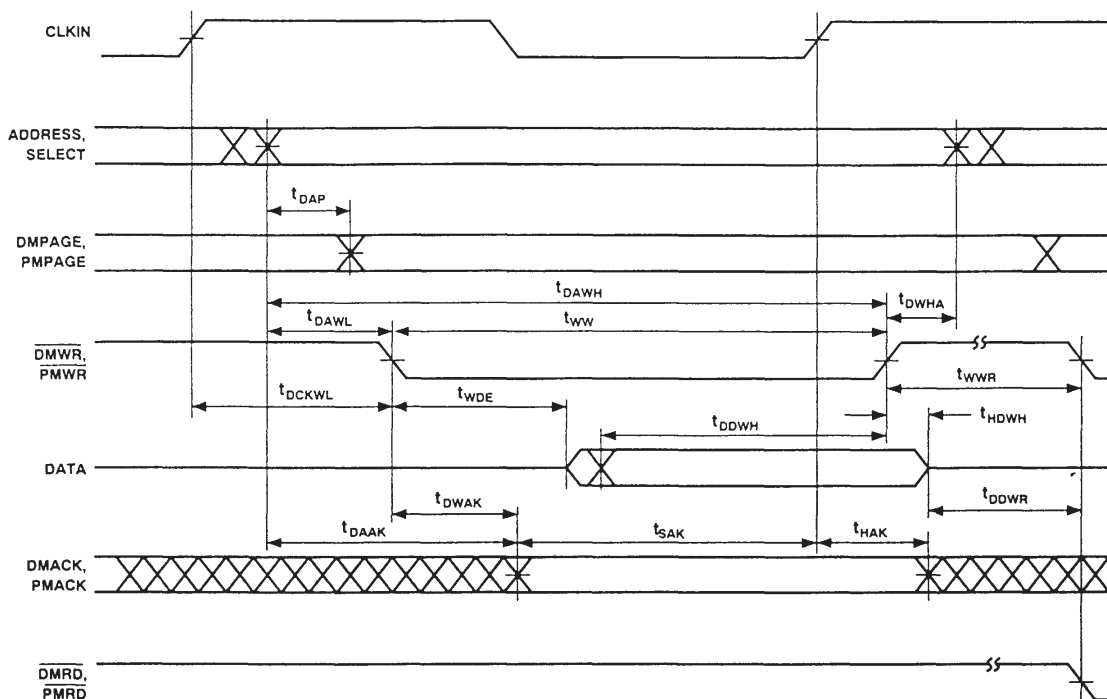 CLKIN
ADDRESS,
SELECT
tDAP
DMPAGE,
PMPAGE
tDAWH
tDWHA
tDAWL
tWW
DMWR,
PMWR
tWWR
tDCKWL
tWDE
tHDWH
tDDWH
DATA
tDWAK
tDDWR
tDAAK
tSAK
tHAK
DMACK,
PMACK
DMRD,
PMRD